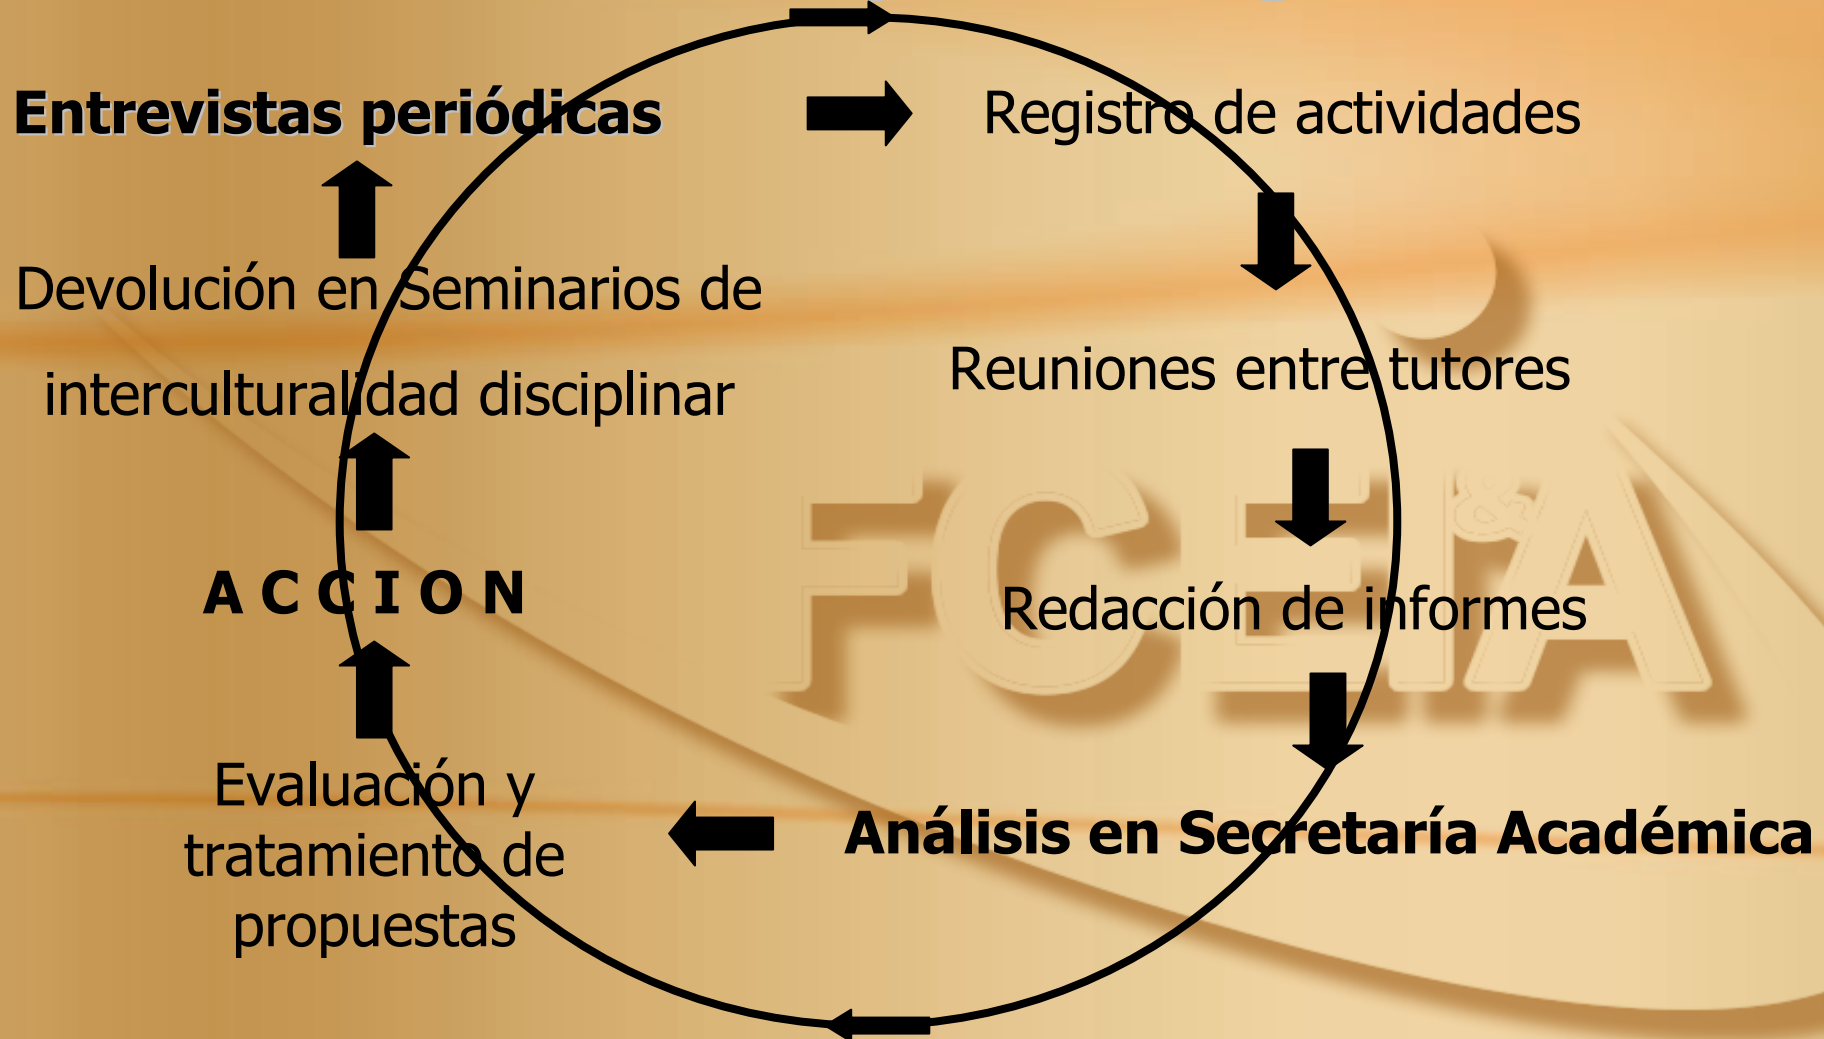 Entrevistas periódicas
Registro de actividades
Devolución en Seminarios de
interculturalidad disciplinar
Reuniones entre tutores
A C C I O N
Redacción de informes
Evaluación y
tratamiento de
propuestas
Análisis en Secretaría Académica
FCEI&A